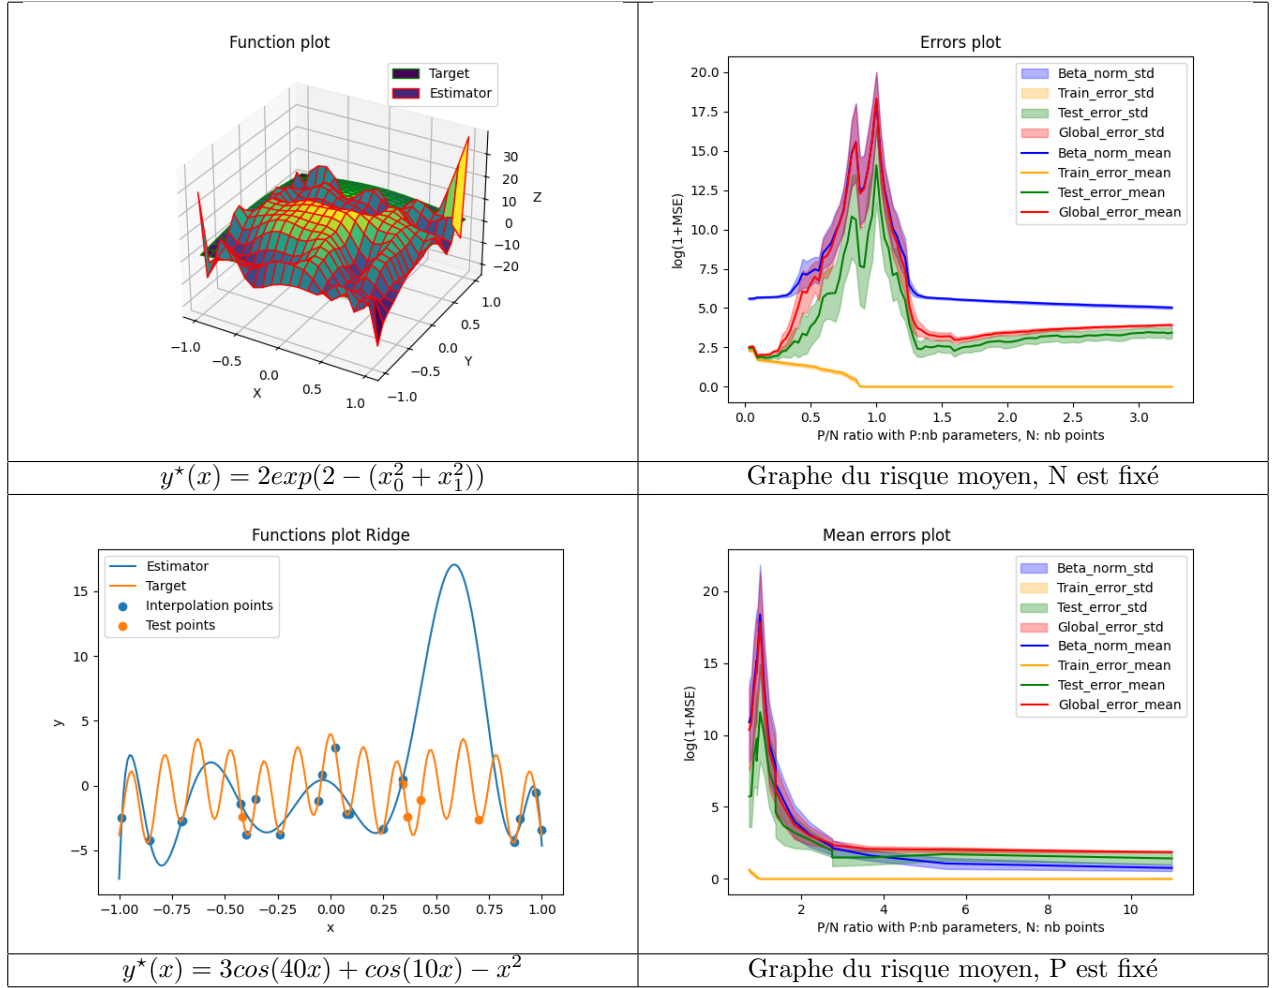 Function plot
Target
Estimator
30
20
10
0
−10
−20
Z
−1.0
−0.5
0.0
0.5
1.0
X
−1.0
−0.5
0.0
0.5
1.0
Y
Errors plot
Beta_norm_std
Train_error_std
Test_error_std
Global_error_std
Beta_norm_mean
Train_error_mean
Test_error_mean
Global_error_mean
20.0
17.5
15.0
12.5
10.0
7.5
5.0
2.5
0.0
log(1+MSE)
0.0 0.5 1.0 1.5 2.0 2.5 3.0
P/N ratio with P:nb parameters, N: nb points
y⋆(x) = 2exp(2 − (x₀² + x₁²))
Graphe du risque moyen, N est fixé
Functions plot Ridge
Estimator
Target
Interpolation points
Test points
15
10
5
0
−5
y
−1.00 −0.75 −0.50 −0.25 0.00 0.25 0.50 0.75 1.00
x
Mean errors plot
Beta_norm_std
Train_error_std
Test_error_std
Global_error_std
Beta_norm_mean
Train_error_mean
Test_error_mean
Global_error_mean
20
15
10
5
0
log(1+MSE)
2 4 6 8 10
P/N ratio with P:nb parameters, N: nb points
y⋆(x) = 3cos(40x) + cos(10x) − x²
Graphe du risque moyen, P est fixé